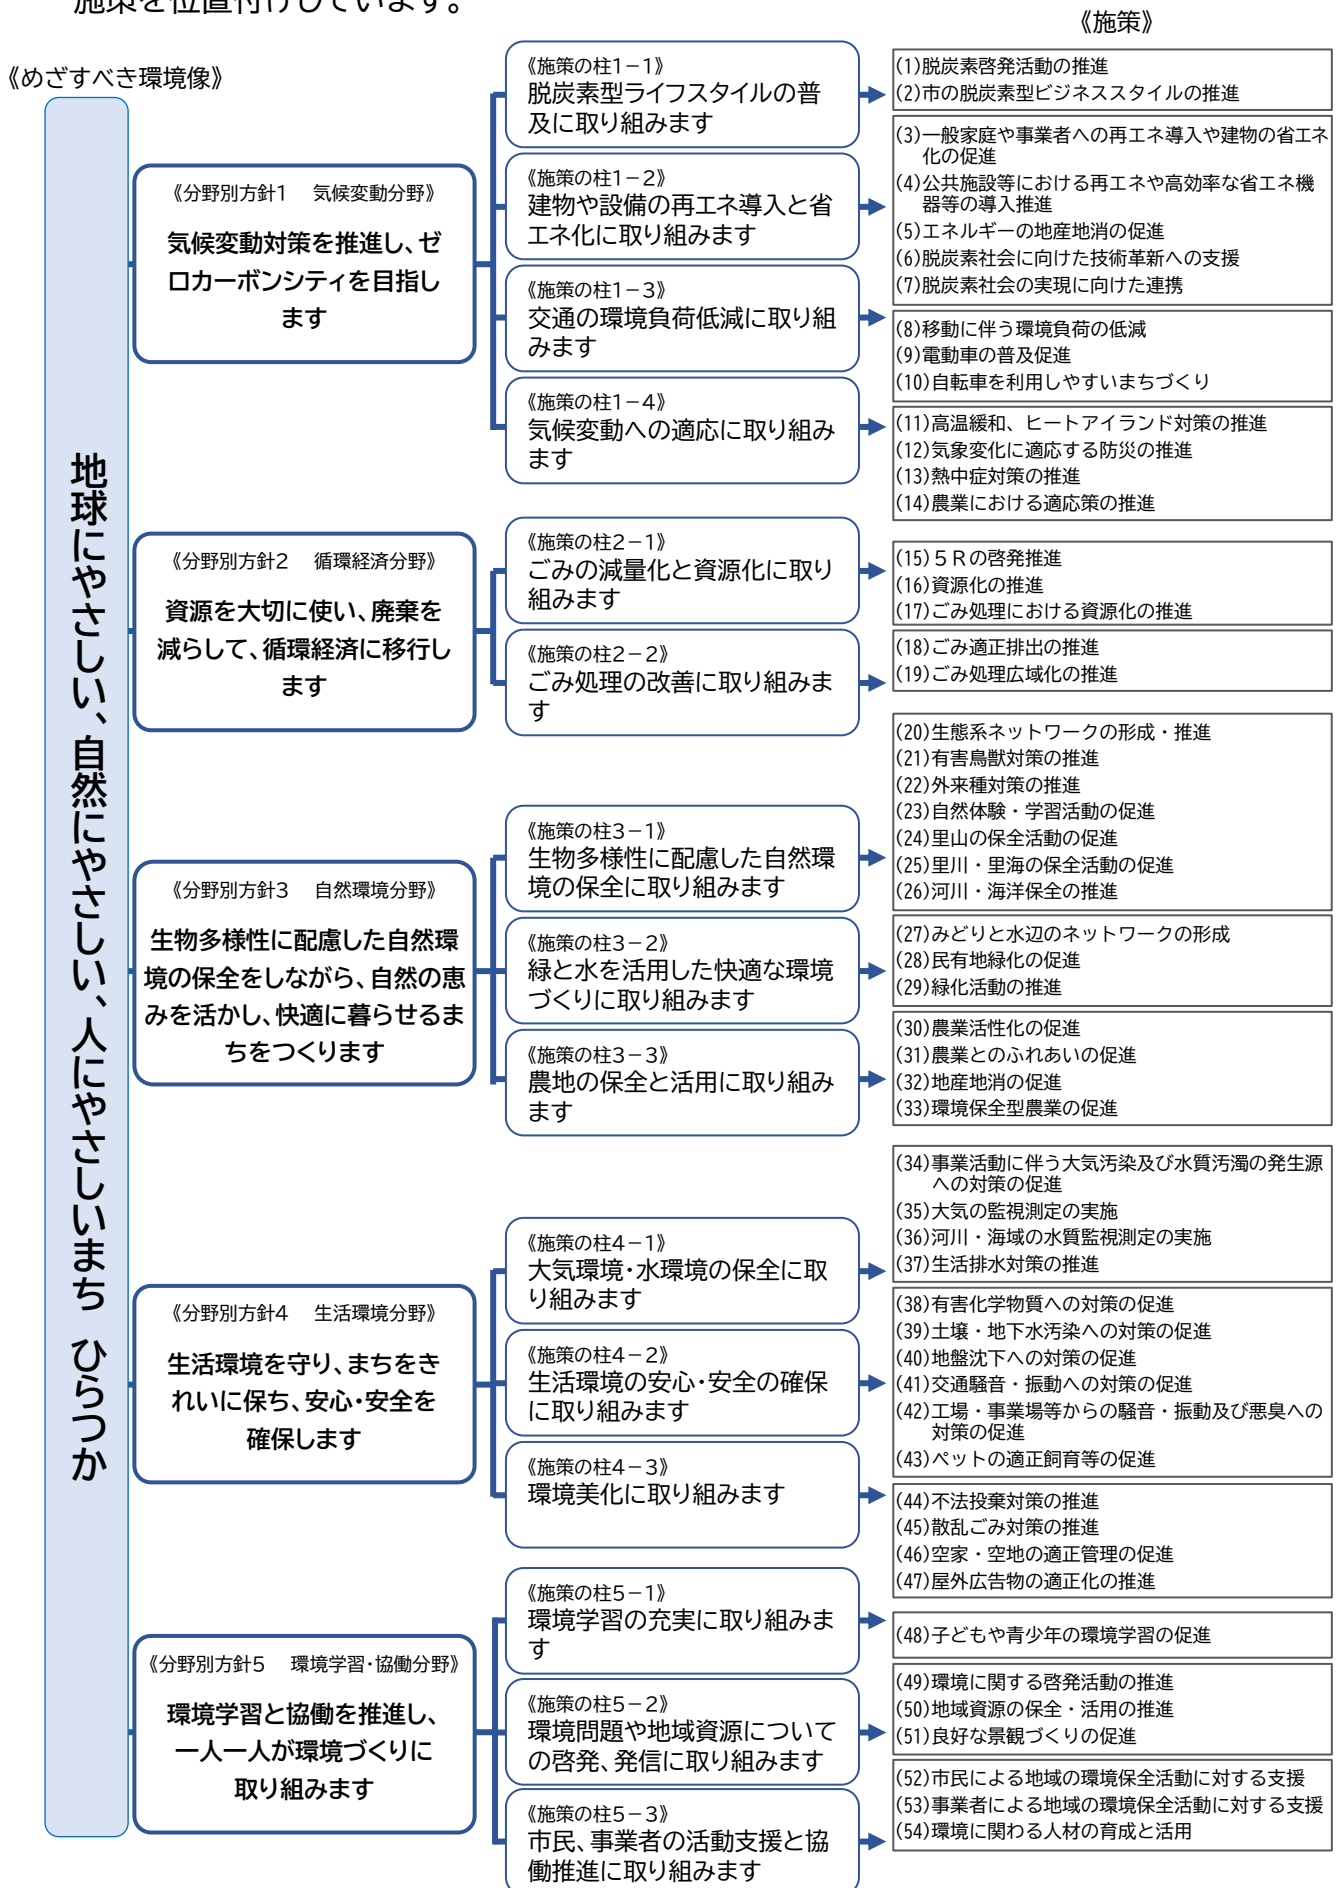 施策を位置付けしています。
《施策》
《めざすべき環境像》
地球にやさしい、自然にやさしい、人にやさしいまち ひらつか
《分野別方針1 気候変動分野》
気候変動対策を推進し、ゼ
ロカーボンシティを目指し
ます
《施策の柱1－1》
脱炭素型ライフスタイルの普
及に取り組みます
(1)脱炭素啓発活動の推進
(2)市の脱炭素型ビジネススタイルの推進
《施策の柱1－2》
建物や設備の再エネ導入と省
エネ化に取り組みます
(3)一般家庭や事業者への再エネ導入や建物の省エネ
化の促進
(4)公共施設等における再エネや高効率な省エネ機
器等の導入推進
(5)エネルギーの地産地消の促進
(6)脱炭素社会に向けた技術革新への支援
(7)脱炭素社会の実現に向けた連携
《施策の柱1－3》
交通の環境負荷低減に取り組
みます
(8)移動に伴う環境負荷の低減
(9)電動車の普及促進
(10)自転車を利用しやすいまちづくり
《施策の柱1－4》
気候変動への適応に取り組み
ます
(11)高温緩和、ヒートアイランド対策の推進
(12)気象変化に適応する防災の推進
(13)熱中症対策の推進
(14)農業における適応策の推進
《分野別方針2 循環経済分野》
資源を大切に使い、廃棄を
減らして、循環経済に移行し
ます
《施策の柱2－1》
ごみの減量化と資源化に取り
組みます
(15)５Ｒの啓発推進
(16)資源化の推進
(17)ごみ処理における資源化の推進
《施策の柱2－2》
ごみ処理の改善に取り組みま
す
(18)ごみ適正排出の推進
(19)ごみ処理広域化の推進
《分野別方針3 自然環境分野》
生物多様性に配慮した自然環
境の保全をしながら、自然の恵
みを活かし、快適に暮らせるま
ちをつくります
《施策の柱3－1》
生物多様性に配慮した自然環
境の保全に取り組みます
(20)生態系ネットワークの形成・推進
(21)有害鳥獣対策の推進
(22)外来種対策の推進
(23)自然体験・学習活動の促進
(24)里山の保全活動の促進
(25)里川・里海の保全活動の促進
(26)河川・海洋保全の推進
《施策の柱3－2》
緑と水を活用した快適な環境
づくりに取り組みます
(27)みどりと水辺のネットワークの形成
(28)民有地緑化の促進
(29)緑化活動の推進
《施策の柱3－3》
農地の保全と活用に取り組み
ます
(30)農業活性化の促進
(31)農業とのふれあいの促進
(32)地産地消の促進
(33)環境保全型農業の促進
《分野別方針4 生活環境分野》
生活環境を守り、まちをき
れいに保ち、安心・安全を
確保します
《施策の柱4－1》
大気環境・水環境の保全に取
り組みます
(34)事業活動に伴う大気汚染及び水質汚濁の発生源
への対策の促進
(35)大気の監視測定の実施
(36)河川・海域の水質監視測定の実施
(37)生活排水対策の推進
《施策の柱4－2》
生活環境の安心・安全の確保
に取り組みます
(38)有害化学物質への対策の促進
(39)土壌・地下水汚染への対策の促進
(40)地盤沈下への対策の促進
(41)交通騒音・振動への対策の促進
(42)工場・事業場等からの騒音・振動及び悪臭への
対策の促進
(43)ペットの適正飼育等の促進
《施策の柱4－3》
環境美化に取り組みます
(44)不法投棄対策の推進
(45)散乱ごみ対策の推進
(46)空家・空地の適正管理の促進
(47)屋外広告物の適正化の推進
《分野別方針5 環境学習・協働分野》
環境学習と協働を推進し、
一人一人が環境づくりに
取り組みます
《施策の柱5－1》
環境学習の充実に取り組みま
す
(48)子どもや青少年の環境学習の促進
《施策の柱5－2》
環境問題や地域資源について
の啓発、発信に取り組みます
(49)環境に関する啓発活動の推進
(50)地域資源の保全・活用の推進
(51)良好な景観づくりの促進
《施策の柱5－3》
市民、事業者の活動支援と協
働推進に取り組みます
(52)市民による地域の環境保全活動に対する支援
(53)事業者による地域の環境保全活動に対する支援
(54)環境に関わる人材の育成と活用